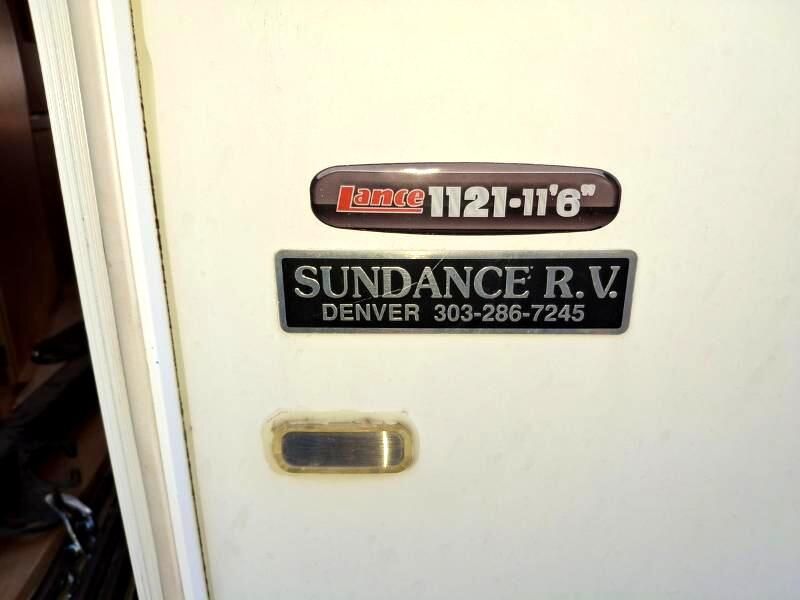 Lance 1121·11'6"
SUNDANCE R.V.
DENVER 303-286-7245